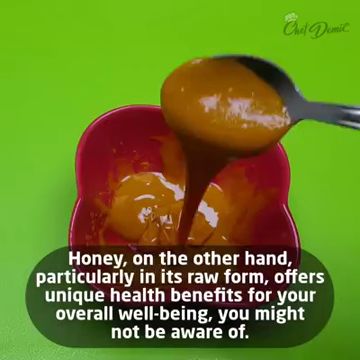 Chef Demic
Honey, on the other hand,
particularly in its raw form, offers
unique health benefits for your
overall well-being, you might
not be aware of.